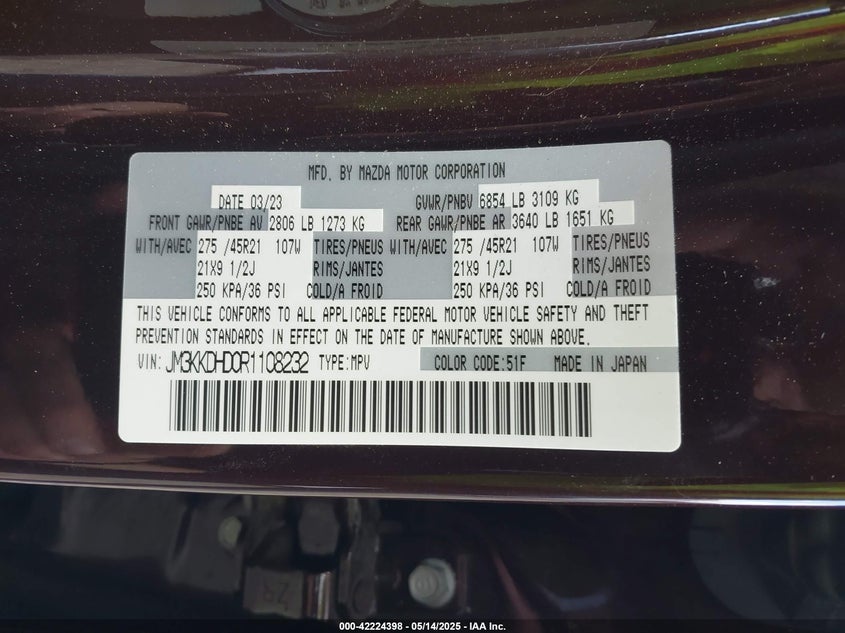 MFD. BY MAZDA MOTOR CORPORATION
DATE 03/23 GVWR/PNBV 6854 LB 3109 KG
FRONT GAWR/PNBE AV 2806 LB 1273 KG REAR GAWR/PNBE AR 3640 LB 1651 KG
WITH/AVEC 275 /45R21 107W TIRES/PNEUS WITH/AVEC 275 /45R21 107W TIRES/PNEUS
21X9 1/2J RIMS/JANTES 21X9 1/2J RIMS/JANTES
250 KPA/36 PSI COLD/A FROID 250 KPA/36 PSI COLD/A FROID
THIS VEHICLE CONFORMS TO ALL APPLICABLE FEDERAL MOTOR VEHICLE SAFETY AND THEFT
PREVENTION STANDARDS IN EFFECT ON THE DATE OF MANUFACTURE SHOWN ABOVE.
VIN: JM3KKDHD0R1108232 TYPE:MPV COLOR CODE:51F MADE IN JAPAN
000-42224398 - 05/14/2025 - IAA Inc.